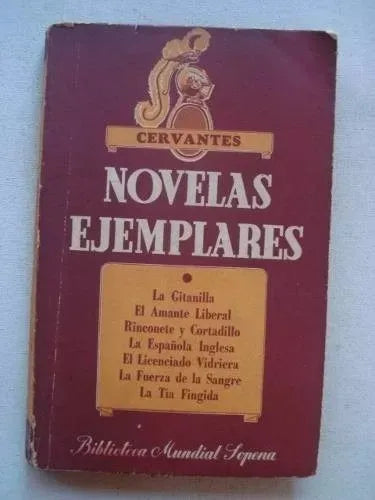 CERVANTES
NOVELAS
EJEMPLARES
La Gitanilla
El Amante Liberal
Rinconete y Cortadillo
La Española Inglesa
El Licenciado Vidriera
La Fuerza de la Sangre
La Tía Fingida
Biblioteca Mundial Sopena